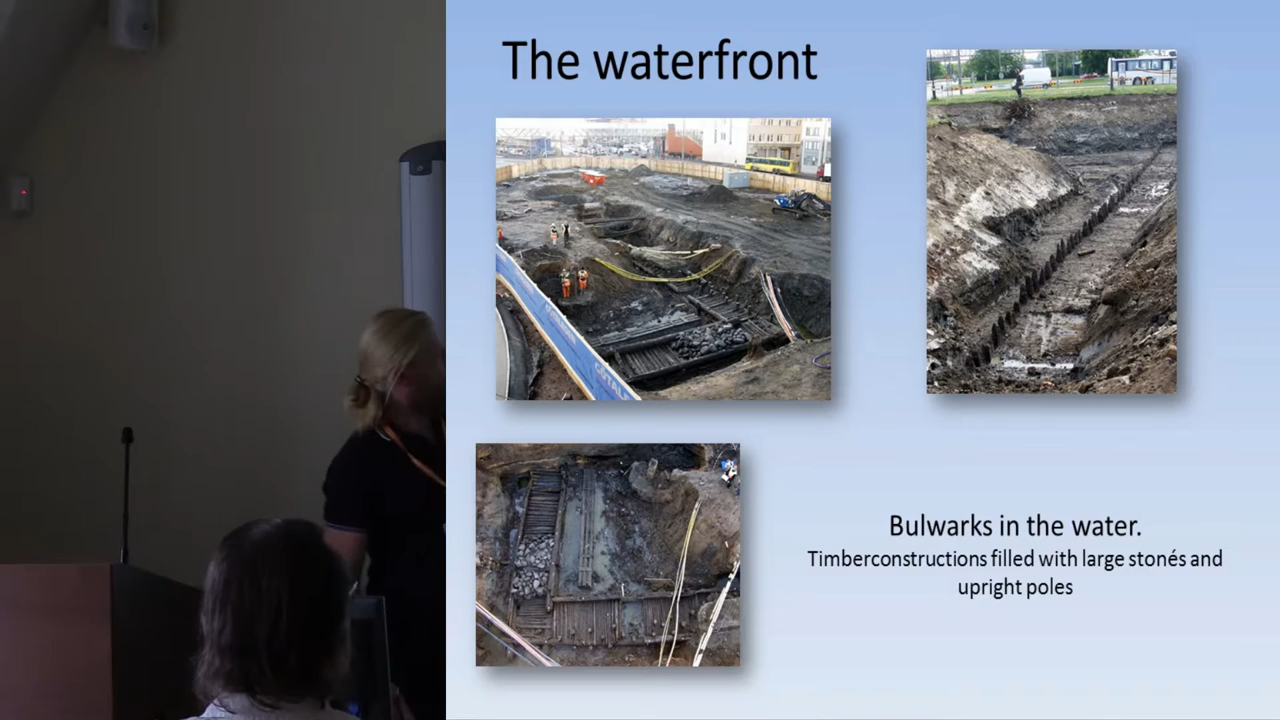 The waterfront
Bulwarks in the water.
Timberconstructions filled with large stonés and
upright poles